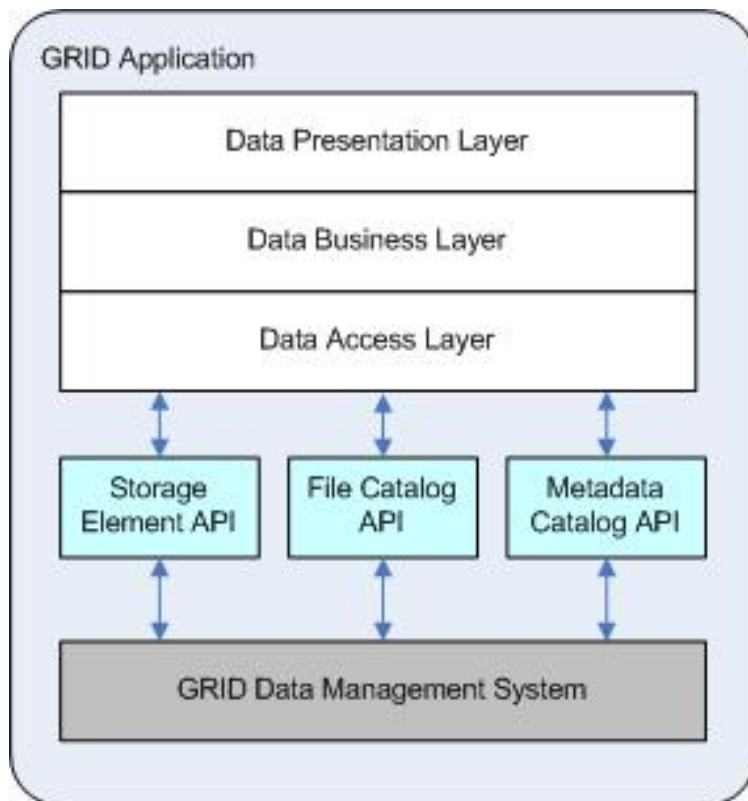 GRID Application
Data Presentation Layer
Data Business Layer
Data Access Layer
Storage
Element API
File Catalog
API
Metadata
Catalog API
GRID Data Management System